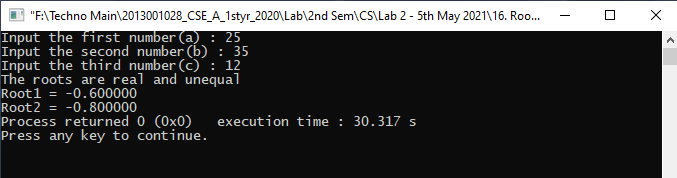 "F:\Techno Main\2013001028_CSE_A_1styr_2020\Lab\2nd Sem\CS\Lab 2 - 5th May 2021\16. Roo...
Input the first number(a) : 25
Input the second number(b) : 35
Input the third number(c) : 12
The roots are real and unequal
Root1 = -0.600000
Root2 = -0.800000
Process returned 0 (0x0)   execution time : 30.317 s
Press any key to continue.